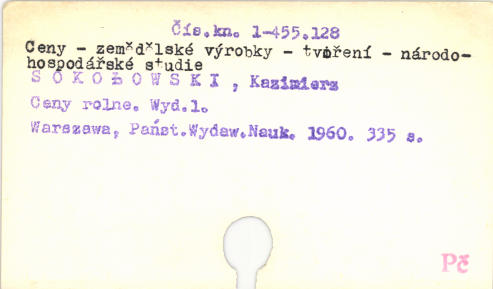 Čís.kn. 1-455.128
Ceny - zemědělské výrobky - tvoření - národo-
hospodářské studie
SOKOŁOWSKI, Kazimierz
Ceny rolne. Wyd.1.
Warszawa, Państ.Wydaw.Nauk. 1960. 335 s.
Pč